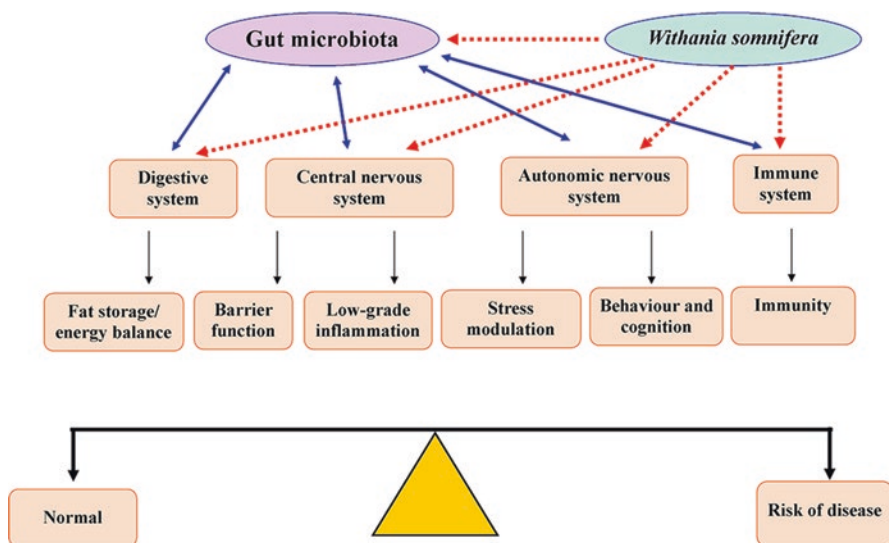 Gut microbiota
Withania somnifera
Digestive
system
Central nervous
system
Autonomic nervous
system
Immune
system
Fat storage/
energy balance
Barrier
function
Low-grade
inflammation
Stress
modulation
Behaviour and
cognition
Immunity
Normal
Risk of disease